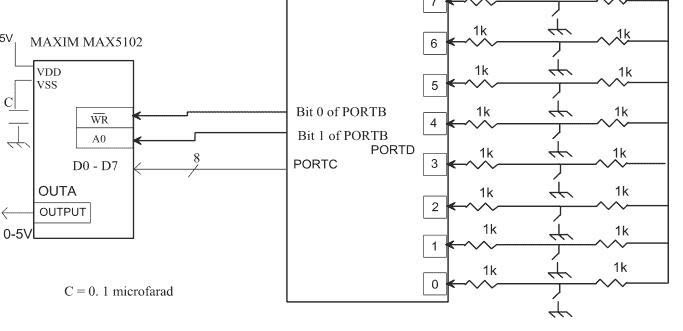 7
5V
MAXIM MAX5102
1k 1k
6
VDD
VSS
1k 1k
5
C
WR
Bit 0 of PORTB
1k 1k
4
A0
Bit 1 of PORTB
PORTD
D0 - D7
8
PORTC
1k 1k
3
OUTA
1k 1k
2
OUTPUT
0-5V
1k 1k
1
1k 1k
0
C = 0. 1 microfarad